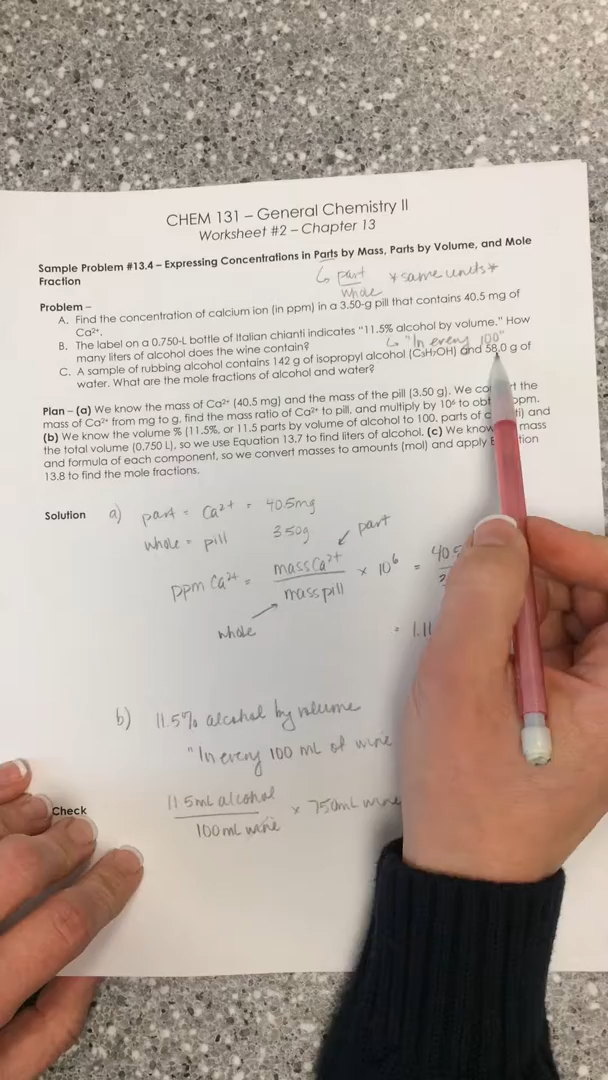 CHEM 131 – General Chemistry II
Worksheet #2 – Chapter 13
Sample Problem #13.4 – Expressing Concentrations in Parts by Mass, Parts by Volume, and Mole
Fraction
↳ part *same units*
whole
Problem –
A. Find the concentration of calcium ion (in ppm) in a 3.50-g pill that contains 40.5 mg of
Ca²⁺.
B. The label on a 0.750-L bottle of Italian chianti indicates "11.5% alcohol by volume." How
many liters of alcohol does the wine contain?
↳ "In every 100"
C. A sample of rubbing alcohol contains 142 g of isopropyl alcohol (C₃H₇OH) and 58.0 g of
water. What are the mole fractions of alcohol and water?
Plan – (a) We know the mass of Ca²⁺ (40.5 mg) and the mass of the pill (3.50 g). We the
mass of Ca²⁺ from mg to g, find the mass ratio of Ca²⁺ to pill, and multiply by 10⁶ to
(b) We know the volume % (11.5%, or 11.5 parts by volume of alcohol to 100, parts of and
the total volume (0.750 L), so we use Equation 13.7 to find liters of alcohol. (c) We mass
and formula of each component, so we convert masses to amounts (mol) and apply
13.8 to find the mole fractions.
Solution a) part = Ca²⁺ = 40.5mg
whole = pill 3.50g part
ppm Ca²⁺ = mass Ca²⁺ × 10⁶ =
mass pill
whole = 1.11
b) 11.5% alcohol by volume
"In every 100 mL of wine
Check 11.5mL alcohol × 750mL wine
100mL wine